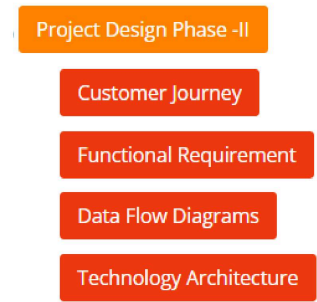 Project Design Phase -II
Customer Journey
Functional Requirement
Data Flow Diagrams
Technology Architecture